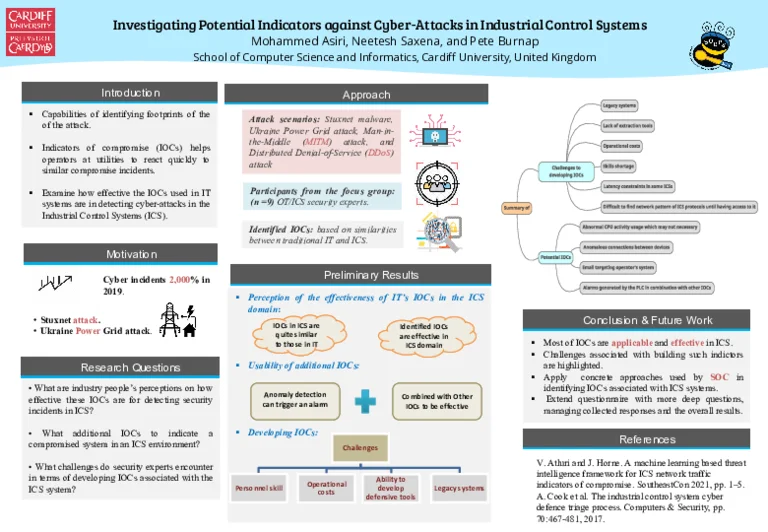 CARDIFF
UNIVERSITY
PRIFYSGOL
CAERDYDD
Investigating Potential Indicators against Cyber-Attacks in Industrial Control Systems
Mohammed Asiri, Neetesh Saxena, and Pete Burnap
School of Computer Science and Informatics, Cardiff University, United Kingdom
Introduction
▪ Capabilities of identifying footprints of the
of the attack.
▪ Indicators of compromise (IOCs) helps
operators at utilities to react quickly to
similar compromise incidents.
▪ Examine how effective the IOCs used in IT
systems are in detecting cyber-attacks in the
Industrial Control Systems (ICS).
Motivation
Cyber incidents 2,000% in
2019.
• Stuxnet attack.
• Ukraine Power Grid attack.
Research Questions
• What are industry people's perceptions on how
effective these IOCs are for detecting security
incidents in ICS?
• What additional IOCs to indicate a
compromised system in an ICS environment?
• What challenges do security experts encounter
in terms of developing IOCs associated with the
ICS system?
Approach
Attack scenarios: Stuxnet malware,
Ukraine Power Grid attack, Man-in-
the-Middle (MITM) attack, and
Distributed Denial-of-Service (DDoS)
attack
Participants from the focus group:
(n =9) OT/ICS security experts.
Identified IOCs: based on similarities
between traditional IT and ICS.
Preliminary Results
▪ Perception of the effectiveness of IT's IOCs in the ICS
domain:
IOCs in ICS are
quite similar
to those in IT
Identified IOCs
are effective in
ICS domain
▪ Usability of additional IOCs:
Anomaly detection
can trigger an alarm
Combined with Other
IOCs to be effective
▪ Developing IOCs:
Challenges
Personnel skill
Operational
costs
Ability to
develop
defensive tools
Legacy systems
Summary of
Challenges to
developing IOCs
Legacy systems
Lack of extraction tools
Operational costs
Skills shortage
Latency constraints in some ICSs
Difficult to find network pattern of ICS protocols until having access to it
Potential IOCs
Abnormal CPU activity usage which may not necessary
Anomalous connections between devices
Email targeting operator's system
Alarms generated by the PLC in combination with other IOCs
Conclusion & Future Work
▪ Most of IOCs are applicable and effective in ICS.
▪ Challenges associated with building such indictors
are highlighted.
▪ Apply concrete approaches used by SOC in
identifying IOCs associated with ICS systems.
▪ Extend questionnaire with more deep questions,
managing collected responses and the overall results.
References
V. Atluri and J. Horne. A machine learning based threat
intelligence framework for ICS network traffic
indicators of compromise. SoutheastCon 2021, pp. 1–5.
A. Cook et al. The industrial control system cyber
defence triage process. Computers & Security, pp.
70:467-481, 2017.